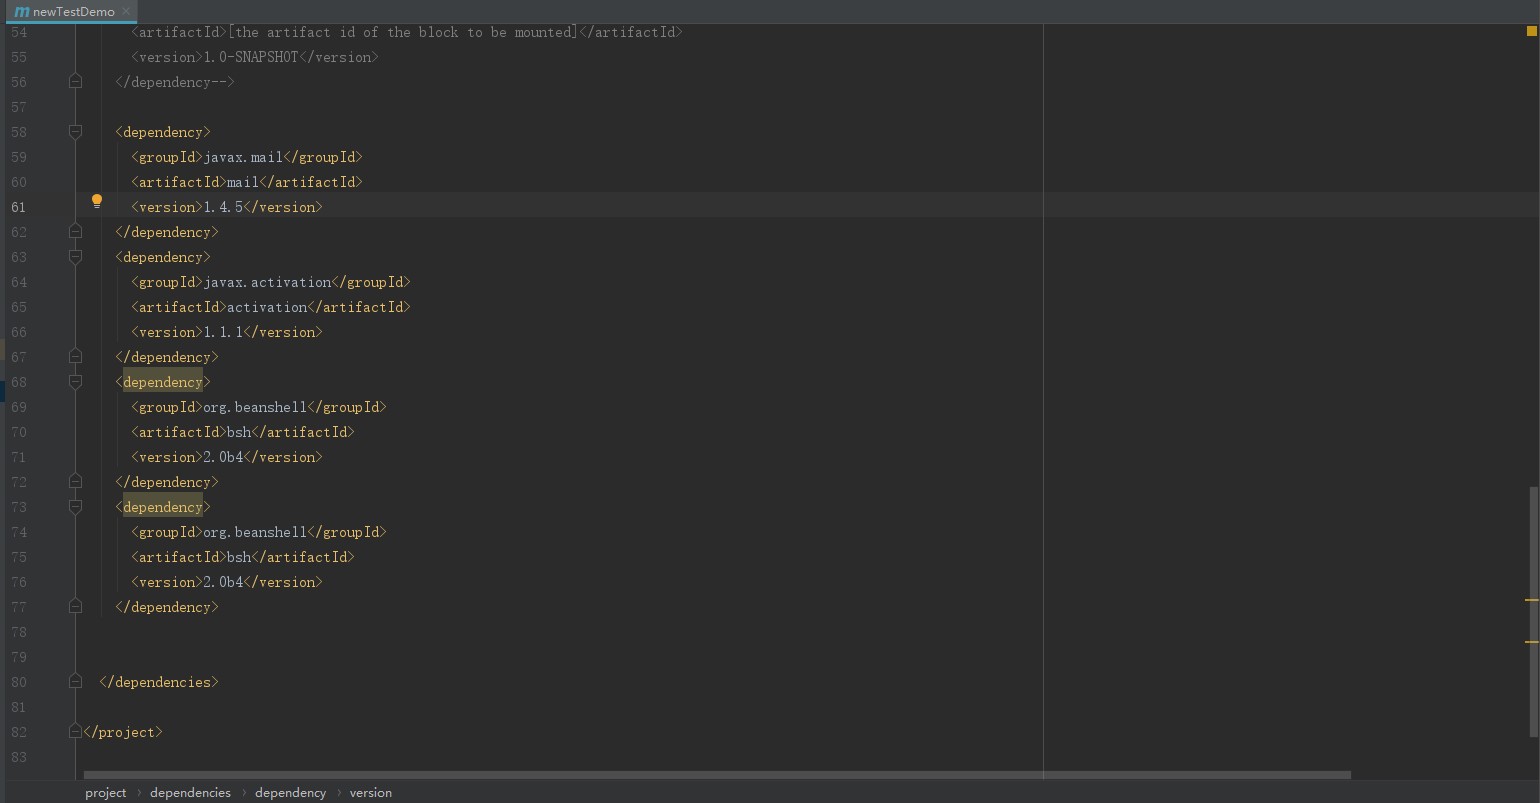 newTestDemo
54 <artifactId>[the artifact id of the block to be mounted]</artifactId>
55 <version>1.0-SNAPSHOT</version>
56 </dependency-->
57
58 <dependency>
59 <groupId>javax.mail</groupId>
60 <artifactId>mail</artifactId>
61 <version>1.4.5</version>
62 </dependency>
63 <dependency>
64 <groupId>javax.activation</groupId>
65 <artifactId>activation</artifactId>
66 <version>1.1.1</version>
67 </dependency>
68 <dependency>
69 <groupId>org.beanshell</groupId>
70 <artifactId>bsh</artifactId>
71 <version>2.0b4</version>
72 </dependency>
73 <dependency>
74 <groupId>org.beanshell</groupId>
75 <artifactId>bsh</artifactId>
76 <version>2.0b4</version>
77 </dependency>
78
79
80 </dependencies>
81
82 </project>
83
project › dependencies › dependency › version